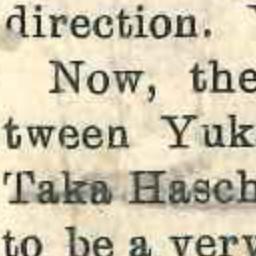 direction.
Now, the
tween Yuk
Taka Hasch
to be a very